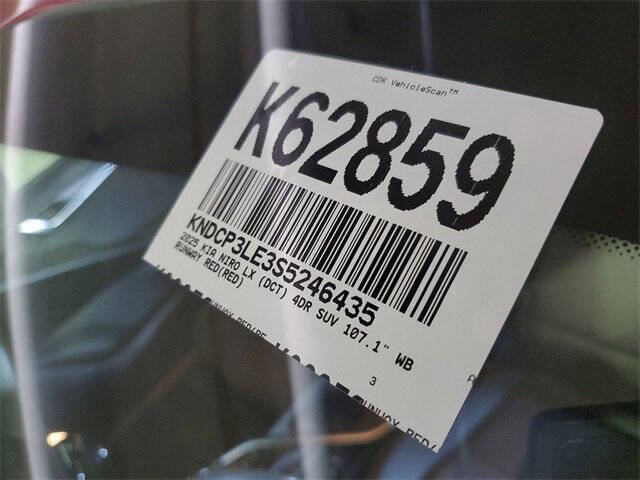 CDK VehicleScan™
K62859
KNDCP3LE3S5246435
2025 KIA NIRO LX (DCT) 4DR SUV 107.1" WB
RUNWAY RED(RED)
3